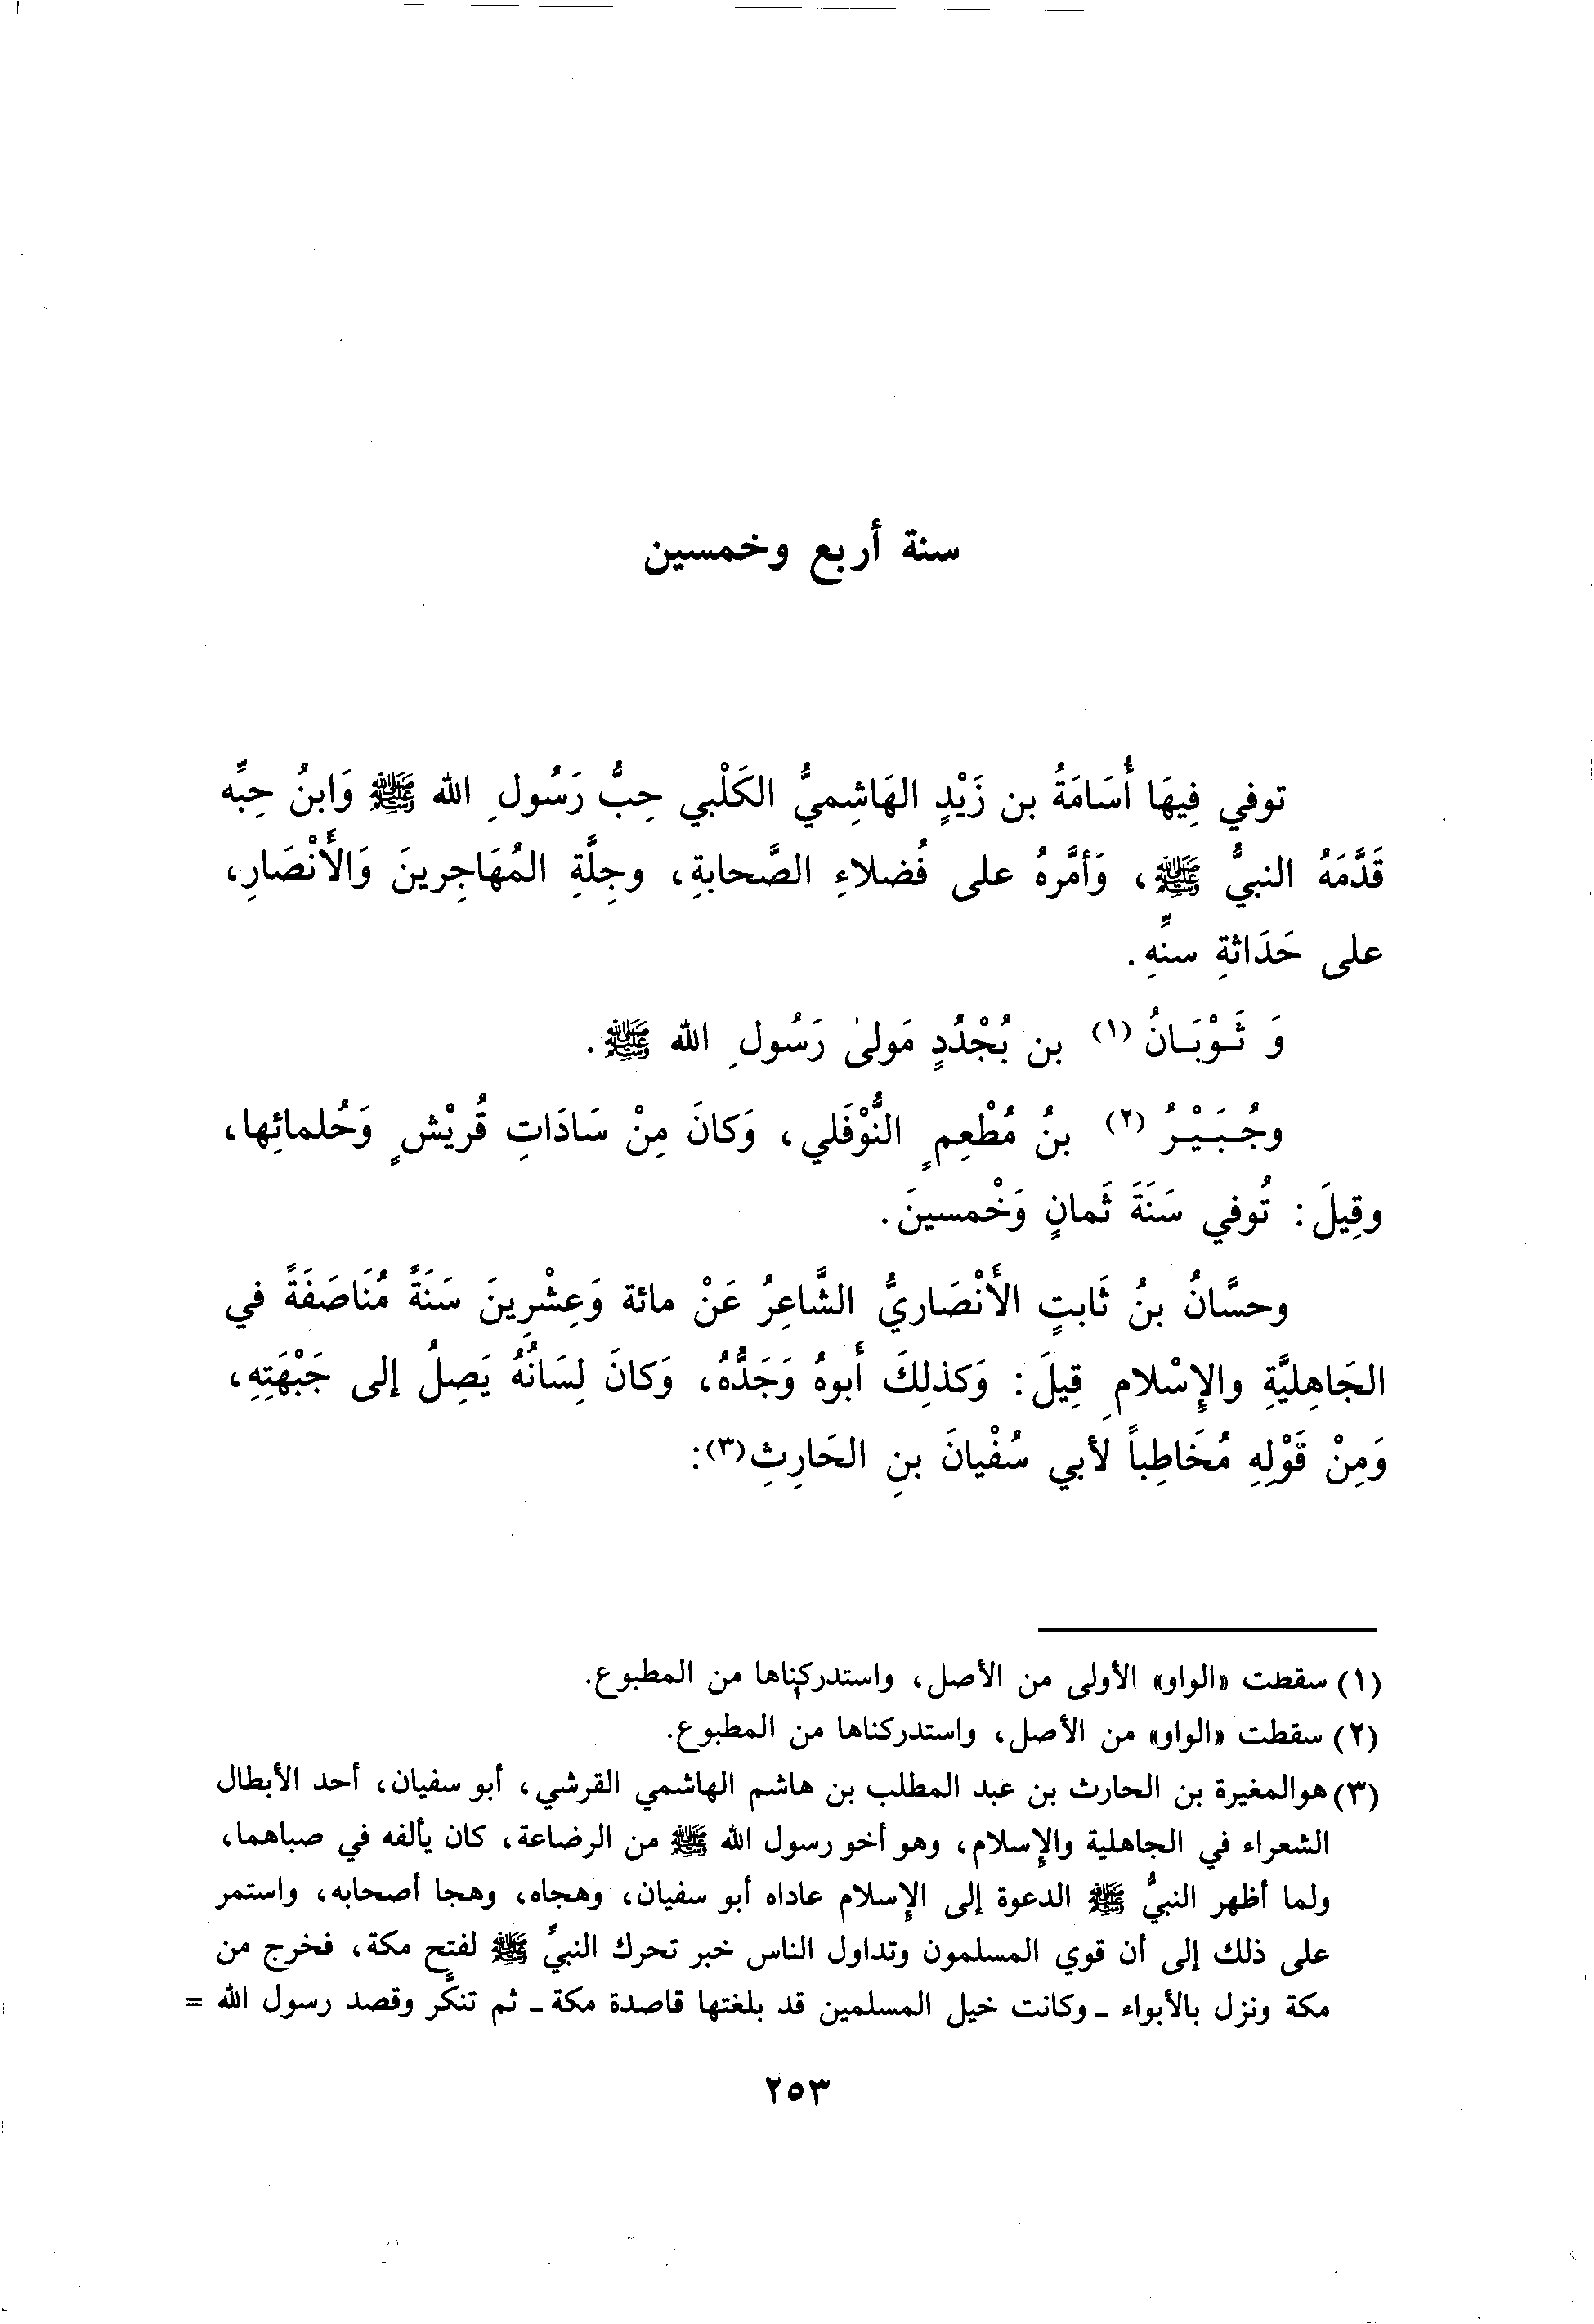 سنة أربع وخمسين
توفي فِيهَا أُسَامَةُ بن زَيْدٍ الهَاشِميُّ الكَلْبي حِبُّ رَسُولِ الله ﷺ وَابنُ حِبِّه
قَدَّمَهُ النبيُّ ﷺ، وَأمَّرهُ على فُضلاءِ الصَّحابةِ، وجِلَّةِ المُهَاجِرينَ وَالأَنْصَارِ،
على حَدَاثةِ سنِّهِ.
وَ ثَـوْبَـانُ (١) بن بُجْدُدٍ مَولىٰ رَسُولِ الله ﷺ.
وجُـبَـيْـرُ (٢) بنُ مُطْعِمٍ النَّوْفَلي، وَكانَ مِنْ سَادَاتِ قُريْشٍ وَحُلمائِها،
وقِيلَ: تُوفي سَنَةَ ثَمانٍ وَخْمسينَ.
وحسَّانُ بنُ ثَابتٍ الأَنْصَاريُّ الشَّاعِرُ عَنْ مائة وَعِشْرِينَ سَنَةً مُنَاصَفَةً في
الجَاهِليَّةِ والإِسْلامِ قِيلَ: وَكذلِكَ أَبوهُ وَجَدُّهُ، وَكانَ لِسَانُهُ يَصِلُ إلى جَبْهَتِهِ،
وَمِنْ قَوْلِهِ مُخَاطِباً لأبي سُفْيانَ بنِ الحَارِثِ(٣):
(١) سقطت «الواو» الأولى من الأصل، واستدركناها من المطبوع.
(٢) سقطت «الواو» من الأصل، واستدركناها من المطبوع.
(٣) هوالمغيرة بن الحارث بن عبد المطلب بن هاشم الهاشمي القرشي، أبو سفيان، أحد الأبطال
الشعراء في الجاهلية والإسلام، وهو أخو رسول الله ﷺ من الرضاعة، كان يألفه في صباهما،
ولما أظهر النبيُّ ﷺ الدعوة إلى الإسلام عاداه أبو سفيان، وهجاه، وهجا أصحابه، واستمر
على ذلك إلى أن قوي المسلمون وتداول الناس خبر تحرك النبيِّ ﷺ لفتح مكة، فخرج من
مكة ونزل بالأبواء - وكانت خيل المسلمين قد بلغتها قاصدة مكة - ثم تنكَّر وقصد رسول الله =
٢٥٣